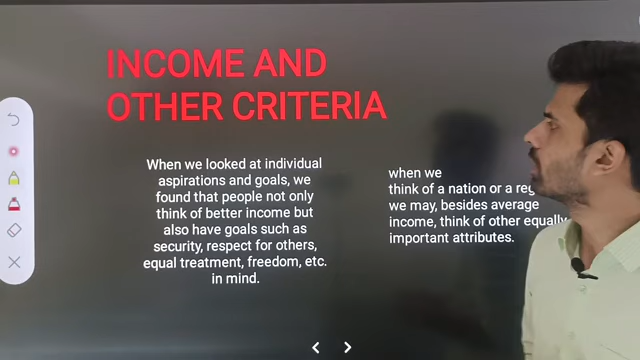 INCOME AND
OTHER CRITERIA
When we looked at individual
aspirations and goals, we
found that people not only
think of better income but
also have goals such as
security, respect for others,
equal treatment, freedom, etc.
in mind.
when we
think of a nation or a
we may, besides average
income, think of other equally
important attributes.